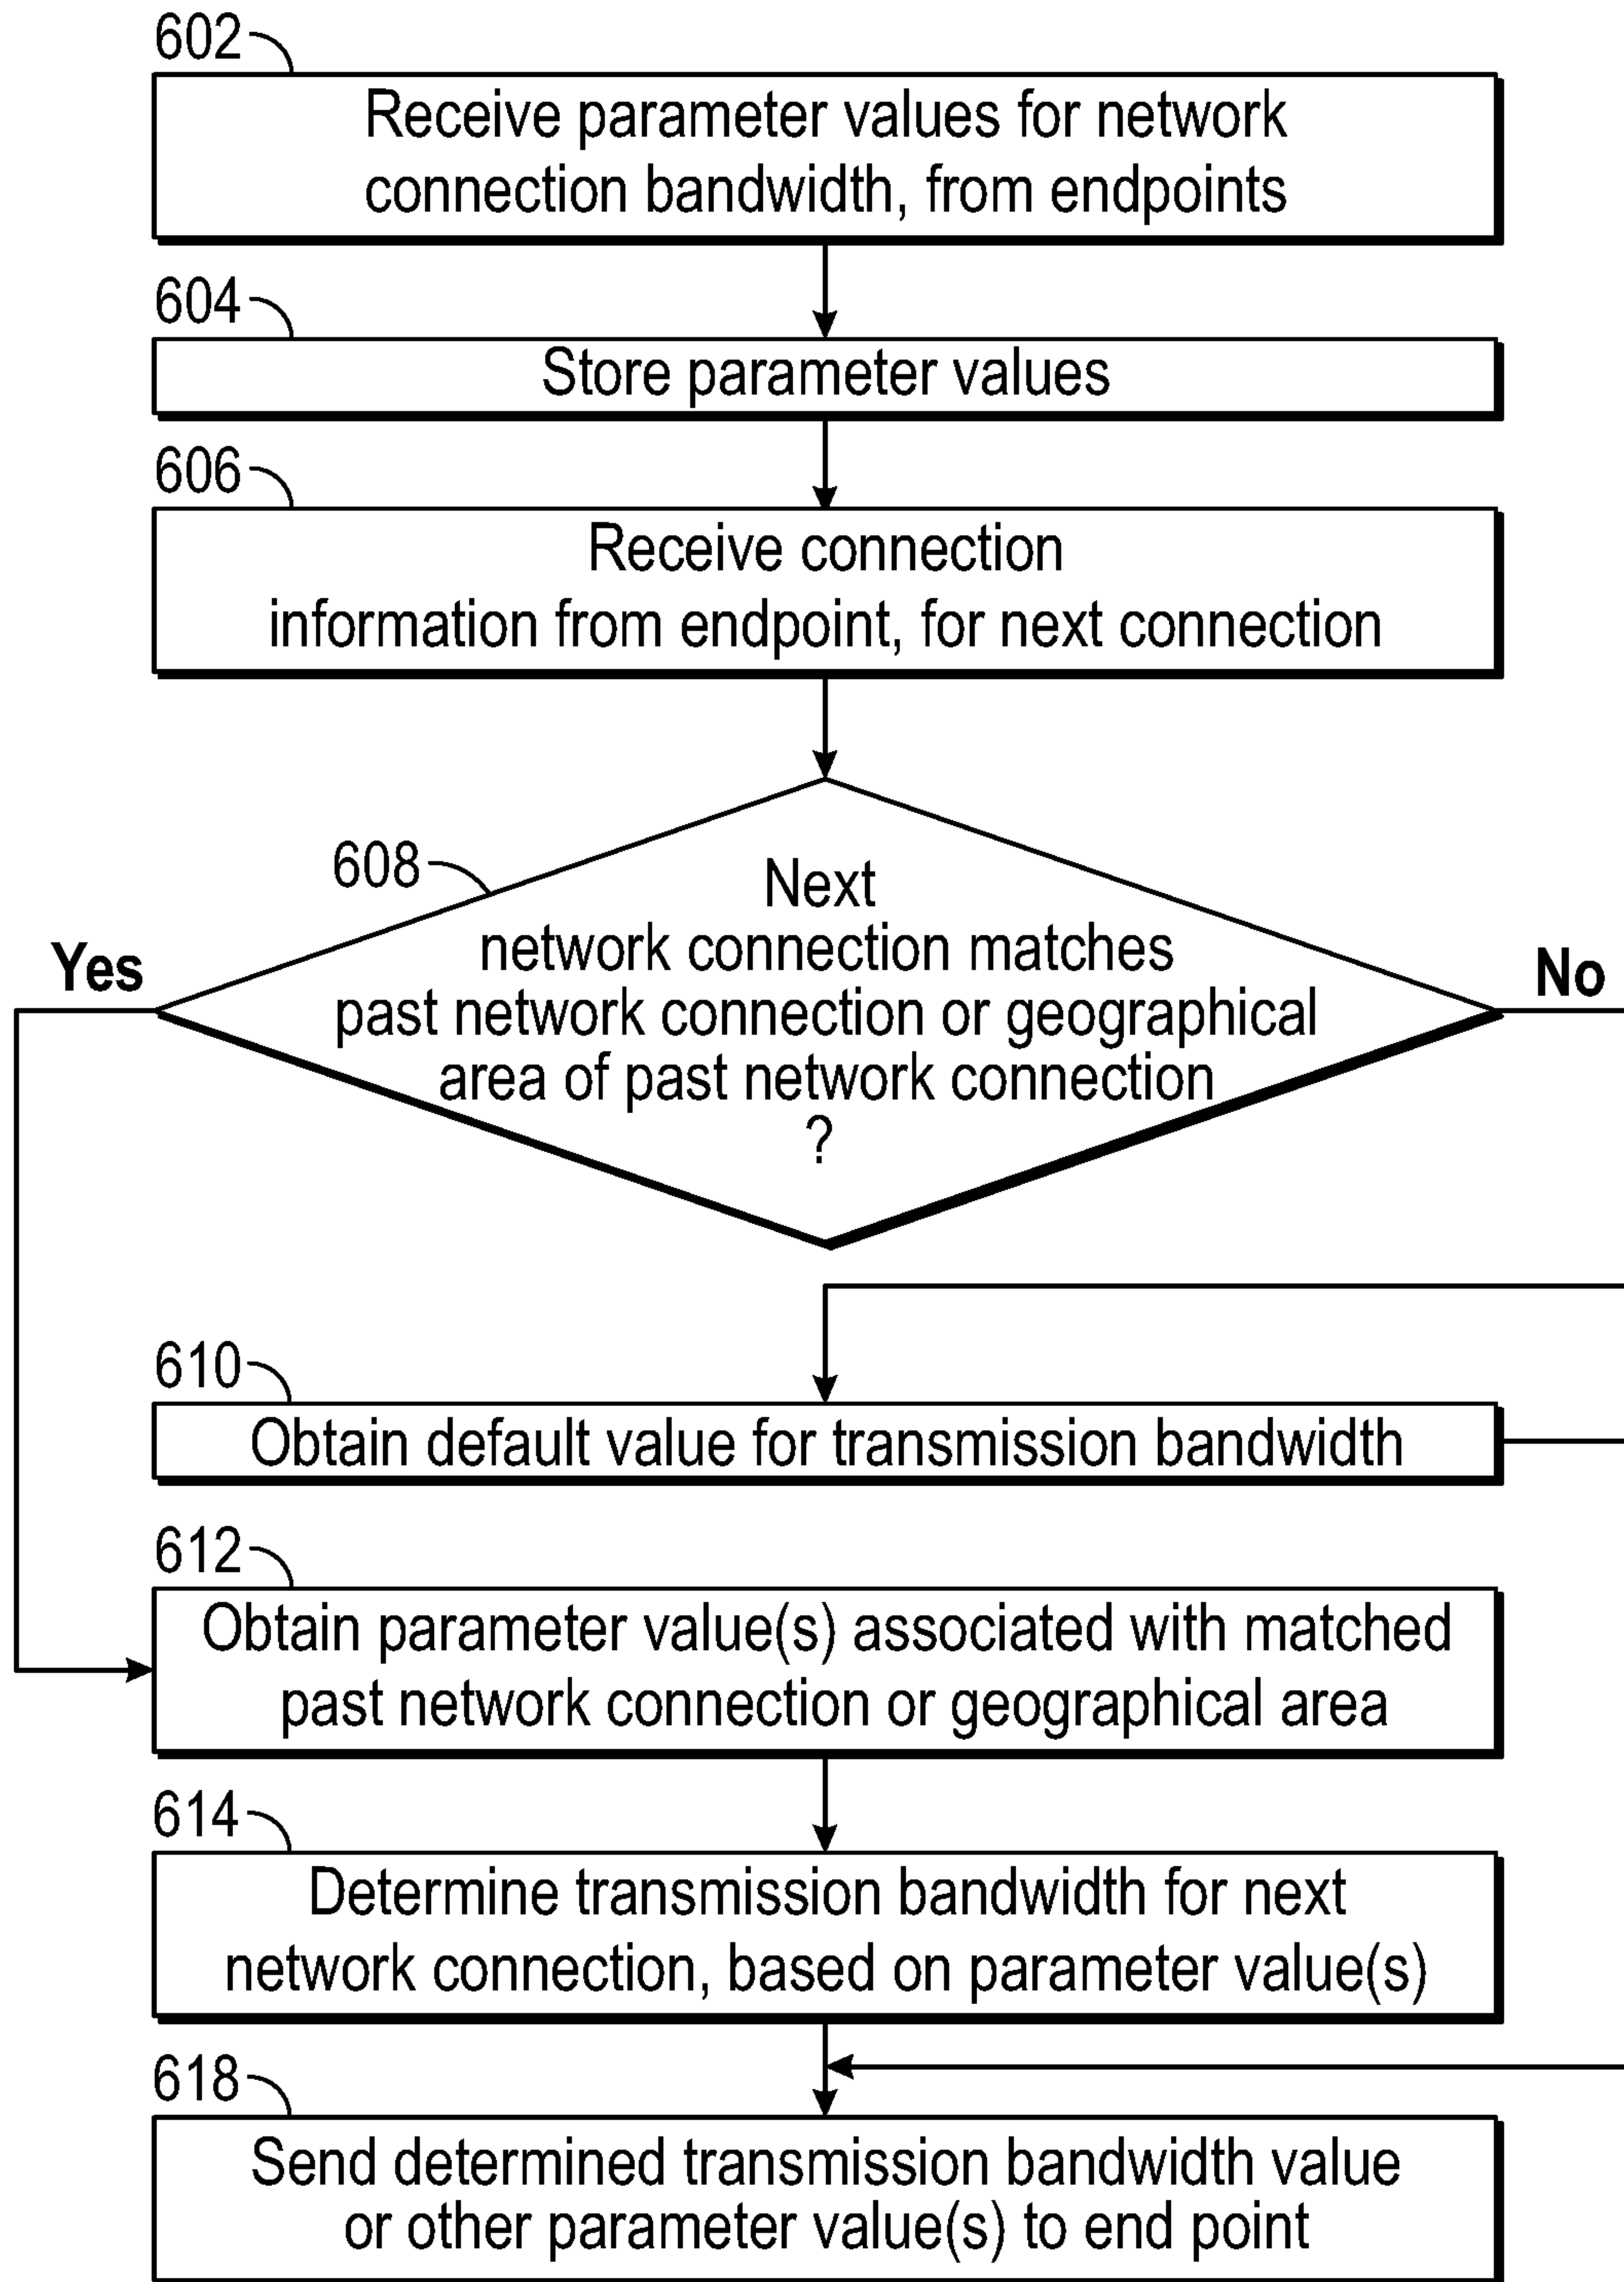 602
Receive parameter values for network
connection bandwidth, from endpoints
604
Store parameter values
606
Receive connection
information from endpoint, for next connection
608
Next
network connection matches
past network connection or geographical
area of past network connection
?
Yes
No
610
Obtain default value for transmission bandwidth
612
Obtain parameter value(s) associated with matched
past network connection or geographical area
614
Determine transmission bandwidth for next
network connection, based on parameter value(s)
618
Send determined transmission bandwidth value
or other parameter value(s) to end point